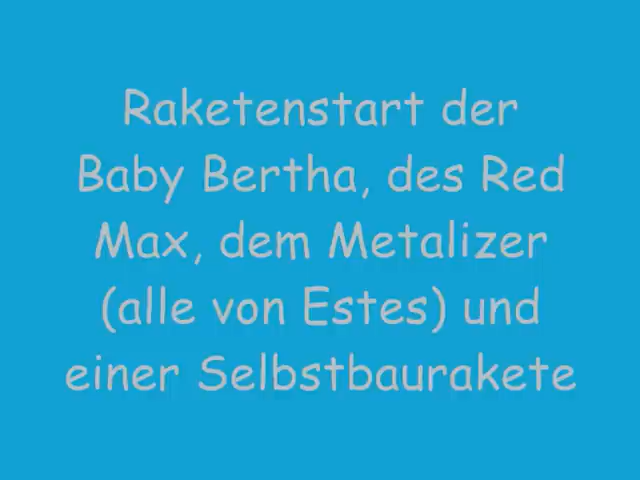 Raketenstart der
Baby Bertha, des Red
Max, dem Metalizer
(alle von Estes) und
einer Selbstbaurakete